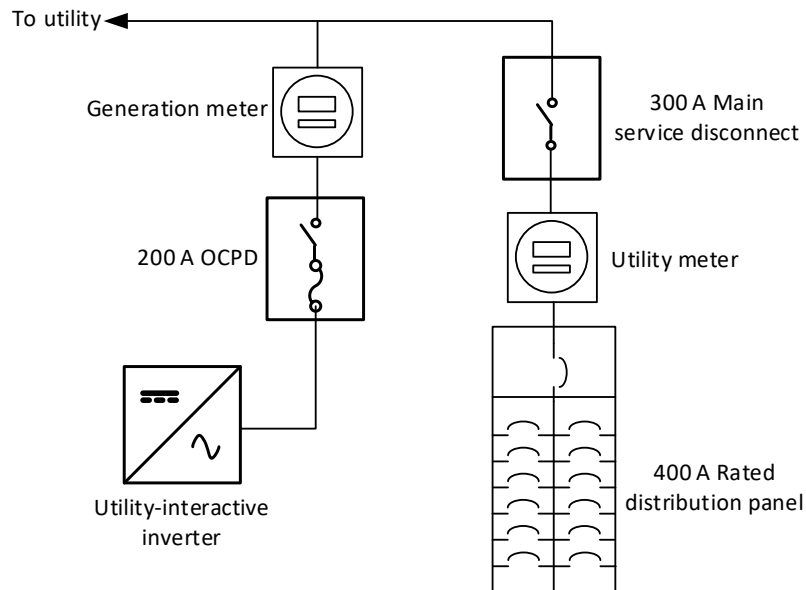 To utility
Generation meter
300 A Main
service disconnect
200 A OCPD
Utility meter
Utility-interactive
inverter
400 A Rated
distribution panel